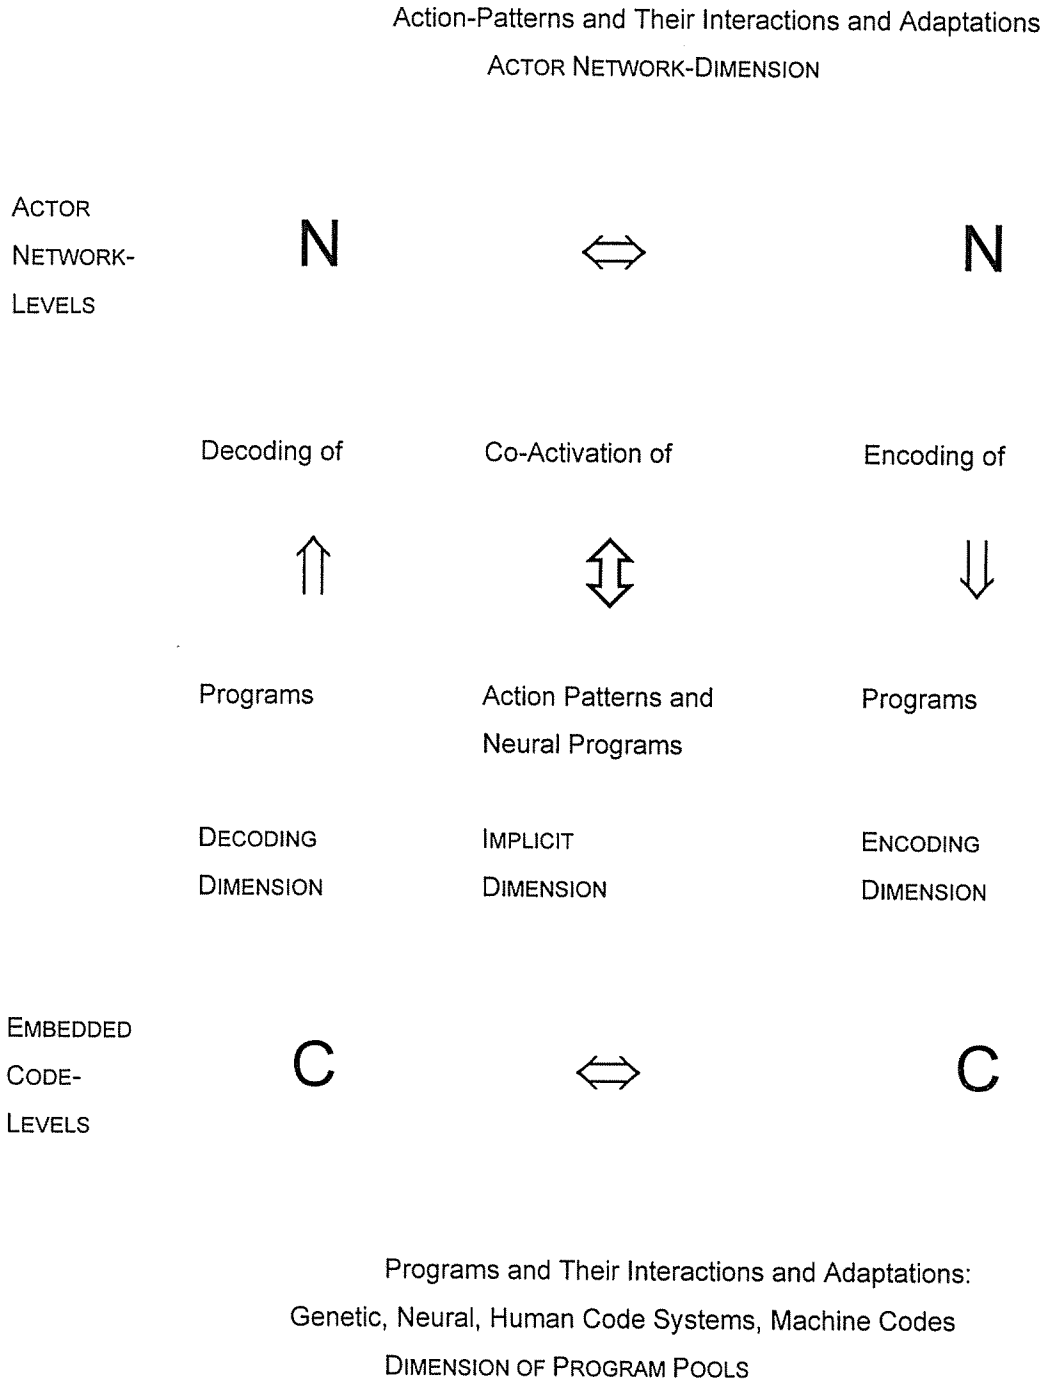 Action-Patterns and Their Interactions and Adaptations
ACTOR NETWORK-DIMENSION
ACTOR
NETWORK-
LEVELS
N
N
Decoding of
Co-Activation of
Encoding of
Programs
Action Patterns and
Neural Programs
Programs
DECODING
DIMENSION
IMPLICIT
DIMENSION
ENCODING
DIMENSION
EMBEDDED
CODE-
LEVELS
C
C
Programs and Their Interactions and Adaptations:
Genetic, Neural, Human Code Systems, Machine Codes
DIMENSION OF PROGRAM POOLS